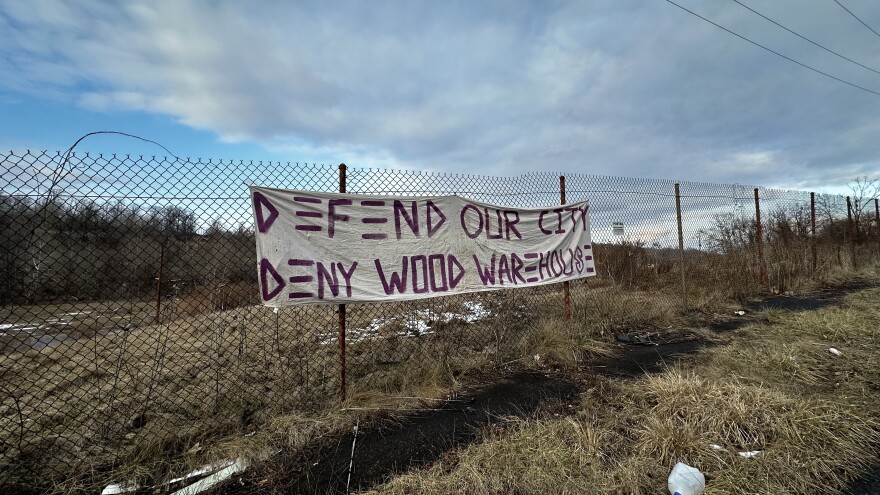 DEFEND OUR CITY
DENY WOOD WAREHOUSE